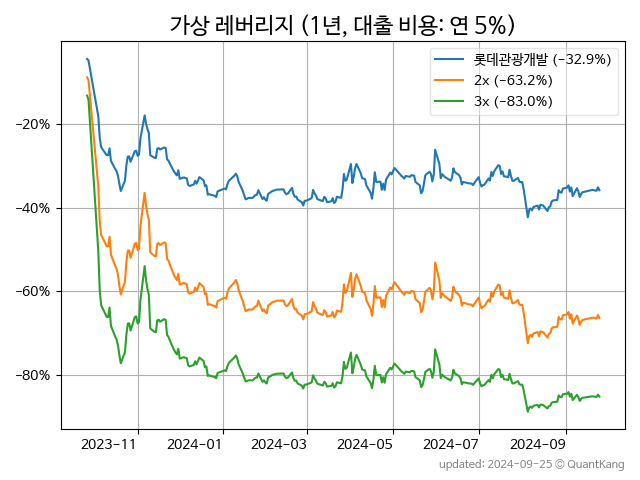 가상 레버리지 (1년, 대출 비용: 연 5%)
롯데관광개발 (−32.9%)
2x (−63.2%)
3x (−83.0%)
−20%
−40%
−60%
−80%
2023−11 2024−01 2024−03 2024−05 2024−07 2024−09
updated: 2024-09-25 © QuantKang